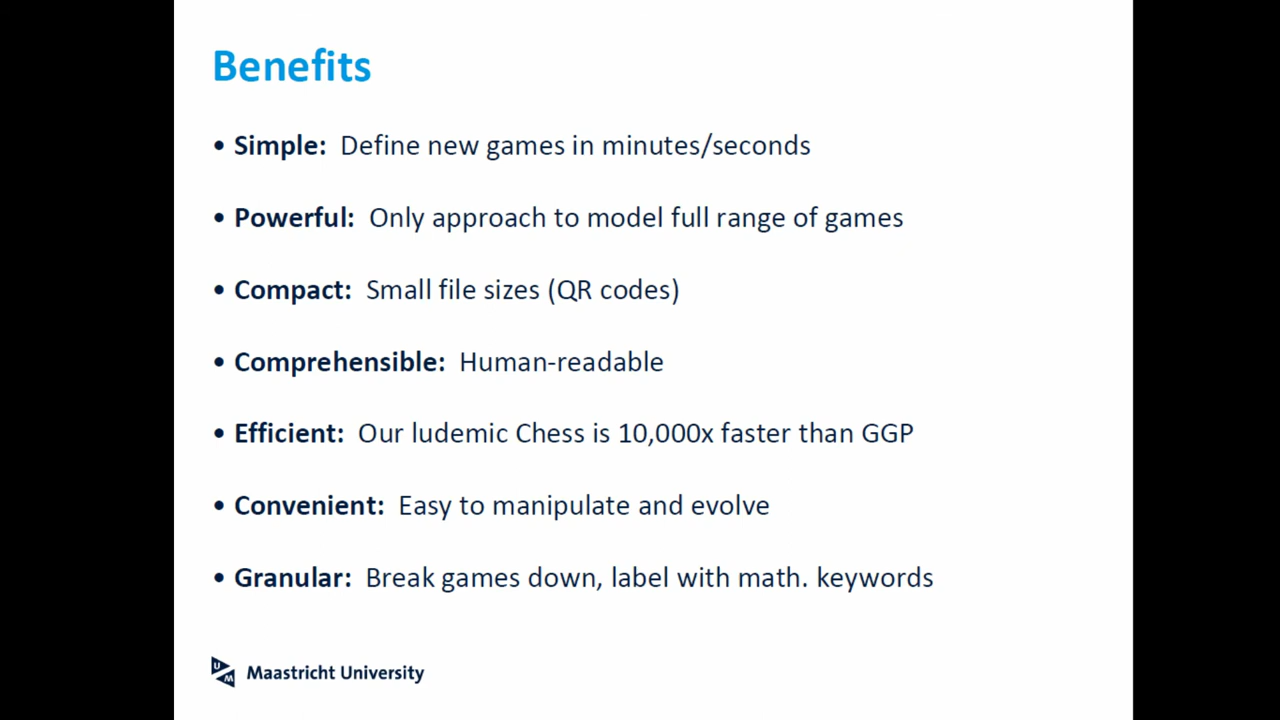 Benefits
• Simple: Define new games in minutes/seconds
• Powerful: Only approach to model full range of games
• Compact: Small file sizes (QR codes)
• Comprehensible: Human-readable
• Efficient: Our ludemic Chess is 10,000x faster than GGP
• Convenient: Easy to manipulate and evolve
• Granular: Break games down, label with math. keywords
UM Maastricht University